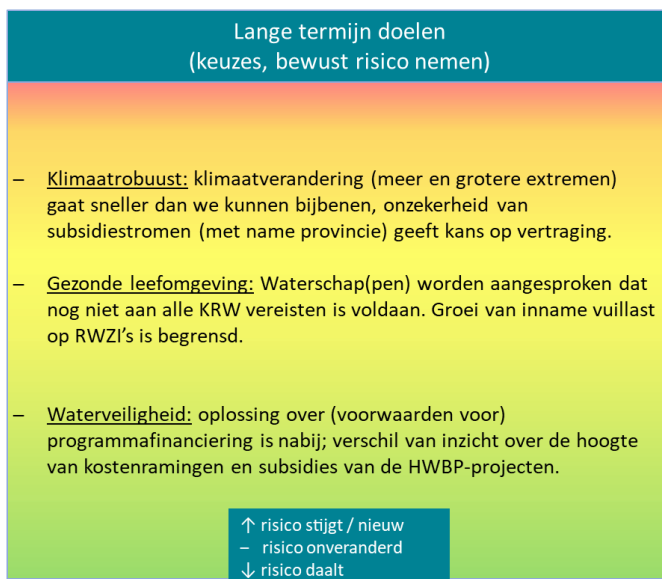 Lange termijn doelen
(keuzes, bewust risico nemen)
– Klimaatrobuust: klimaatverandering (meer en grotere extremen)
gaat sneller dan we kunnen bijbenen, onzekerheid van
subsidiestromen (met name provincie) geeft kans op vertraging.
– Gezonde leefomgeving: Waterschap(pen) worden aangesproken dat
nog niet aan alle KRW vereisten is voldaan. Groei van inname vuillast
op RWZI's is begrensd.
– Waterveiligheid: oplossing over (voorwaarden voor)
programmafinanciering is nabij; verschil van inzicht over de hoogte
van kostenramingen en subsidies van de HWBP-projecten.
↑ risico stijgt / nieuw
– risico onveranderd
↓ risico daalt